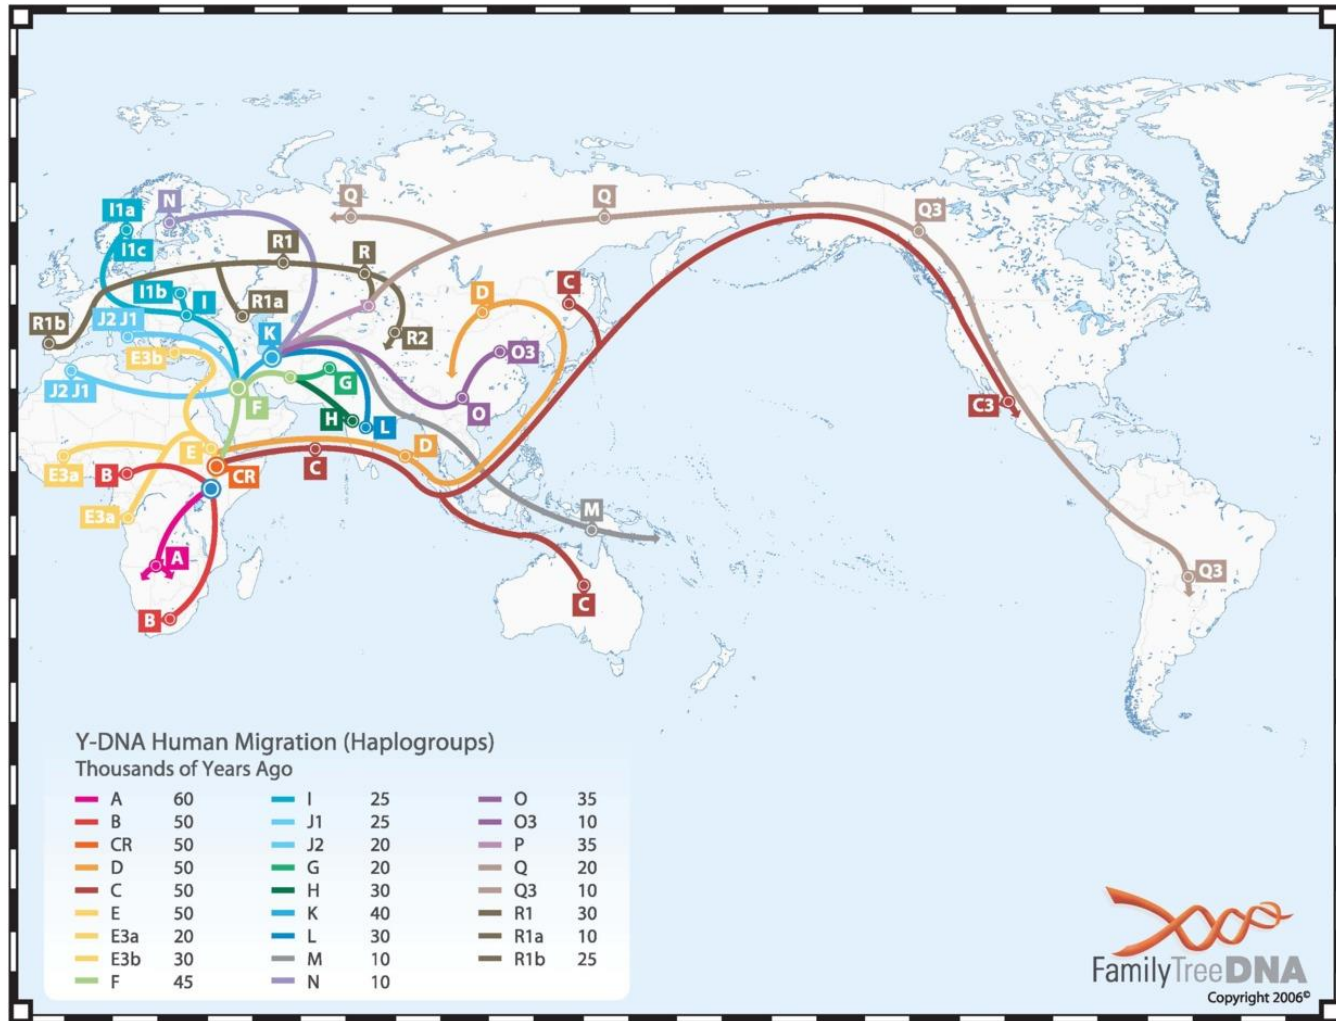 N
I1a
I1c
Q
Q
Q3
R1
R
I1b
I
R1a
D
C
R1b
J2 J1
K
R2
O3
E3b
J2 J1
G
F
O
C3
H
L
E
D
E3a
B
CR
C
E3a
M
A
Q3
B
C
Y-DNA Human Migration (Haplogroups)
Thousands of Years Ago
A 60 I 25 O 35
B 50 J1 25 O3 10
CR 50 J2 20 P 35
D 50 G 20 Q 20
C 50 H 30 Q3 10
E 50 K 40 R1 30
E3a 20 L 30 R1a 10
E3b 30 M 10 R1b 25
F 45 N 10
FamilyTreeDNA
Copyright 2006©